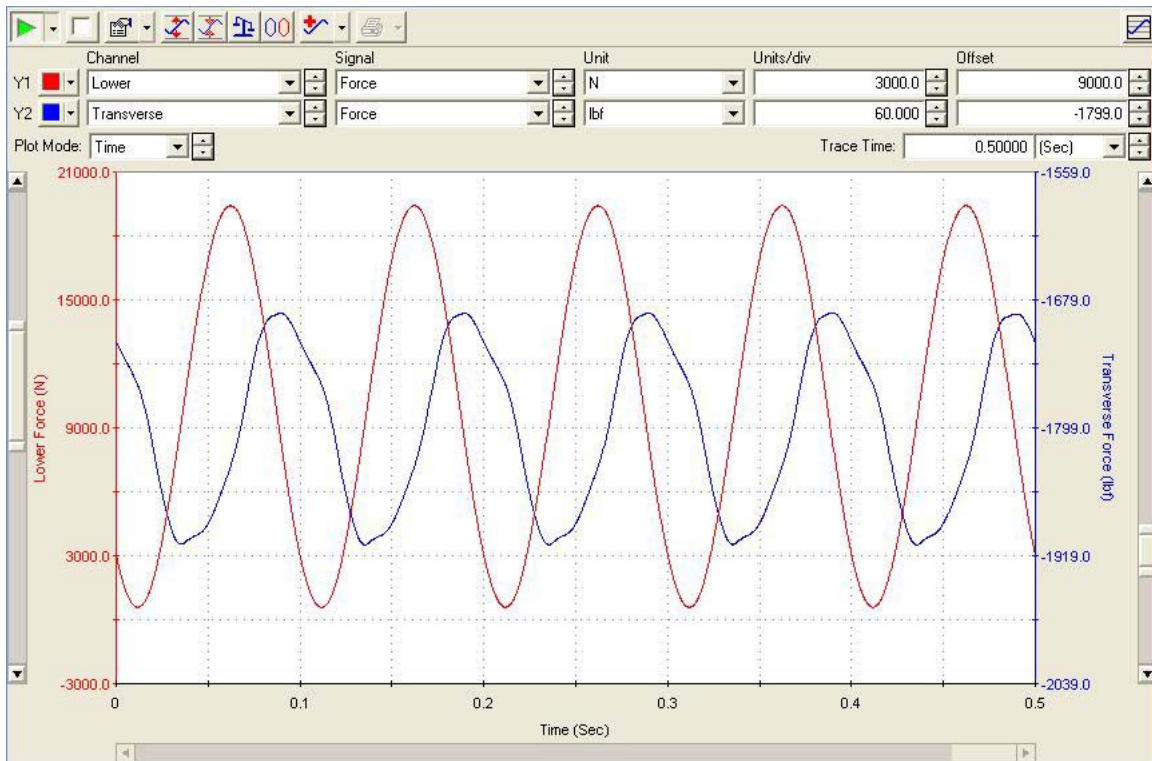 Channel Signal Unit Units/div Offset
Y1 Lower Force N 3000.0 9000.0
Y2 Transverse Force lbf 60.000 -1799.0
Plot Mode: Time Trace Time: 0.50000 (Sec)
21000.0 -1559.0
15000.0 -1679.0
9000.0 -1799.0
3000.0 -1919.0
-3000.0 -2039.0
Lower Force (N)
Transverse Force (lbf)
0 0.1 0.2 0.3 0.4 0.5
Time (Sec)